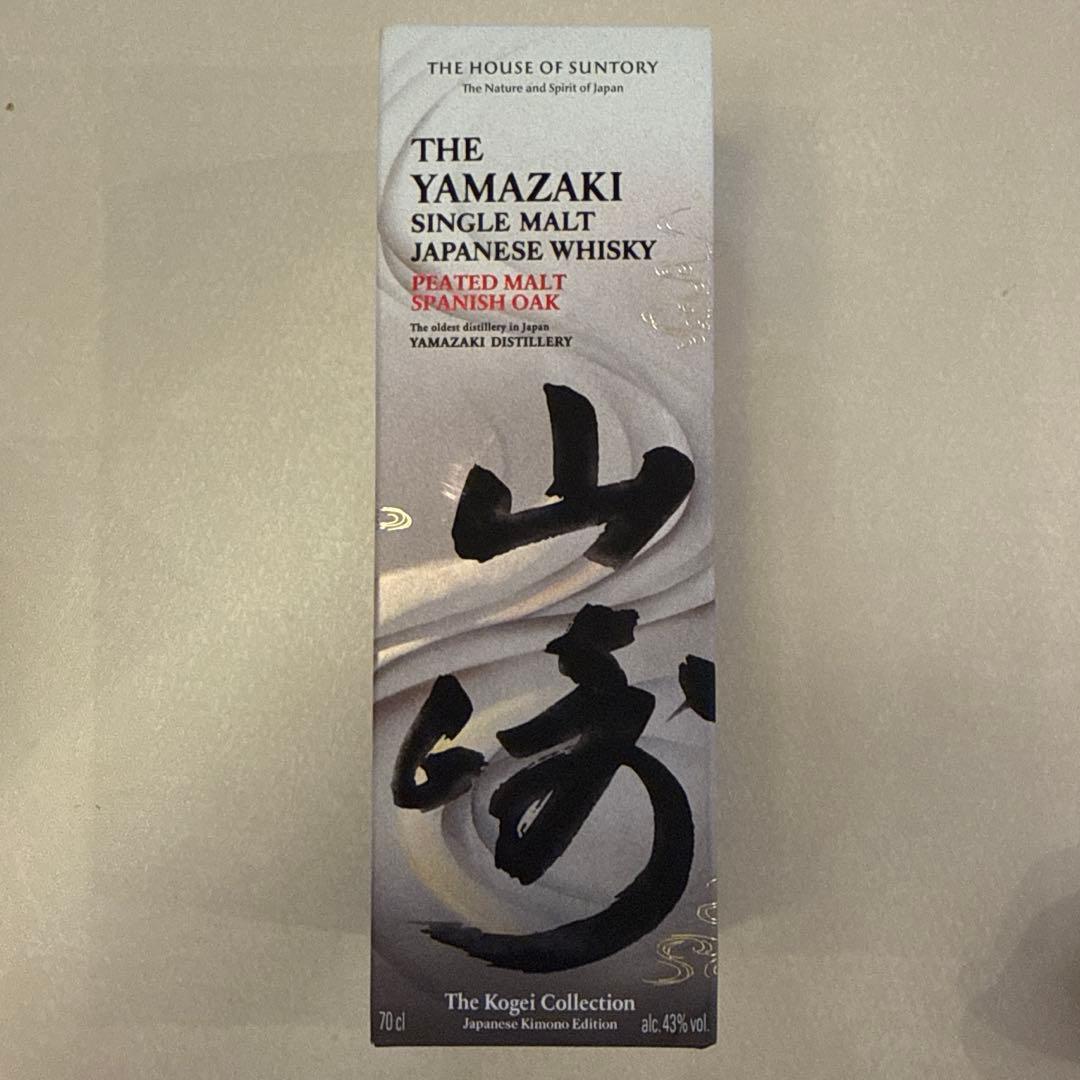 THE HOUSE OF SUNTORY
The Nature and Spirit of Japan
THE
YAMAZAKI
SINGLE MALT
JAPANESE WHISKY
PEATED MALT
SPANISH OAK
The oldest distillery in Japan
YAMAZAKI DISTILLERY
山
崎
The Kogei Collection
Japanese Kimono Edition
70 cl
alc. 43% vol.